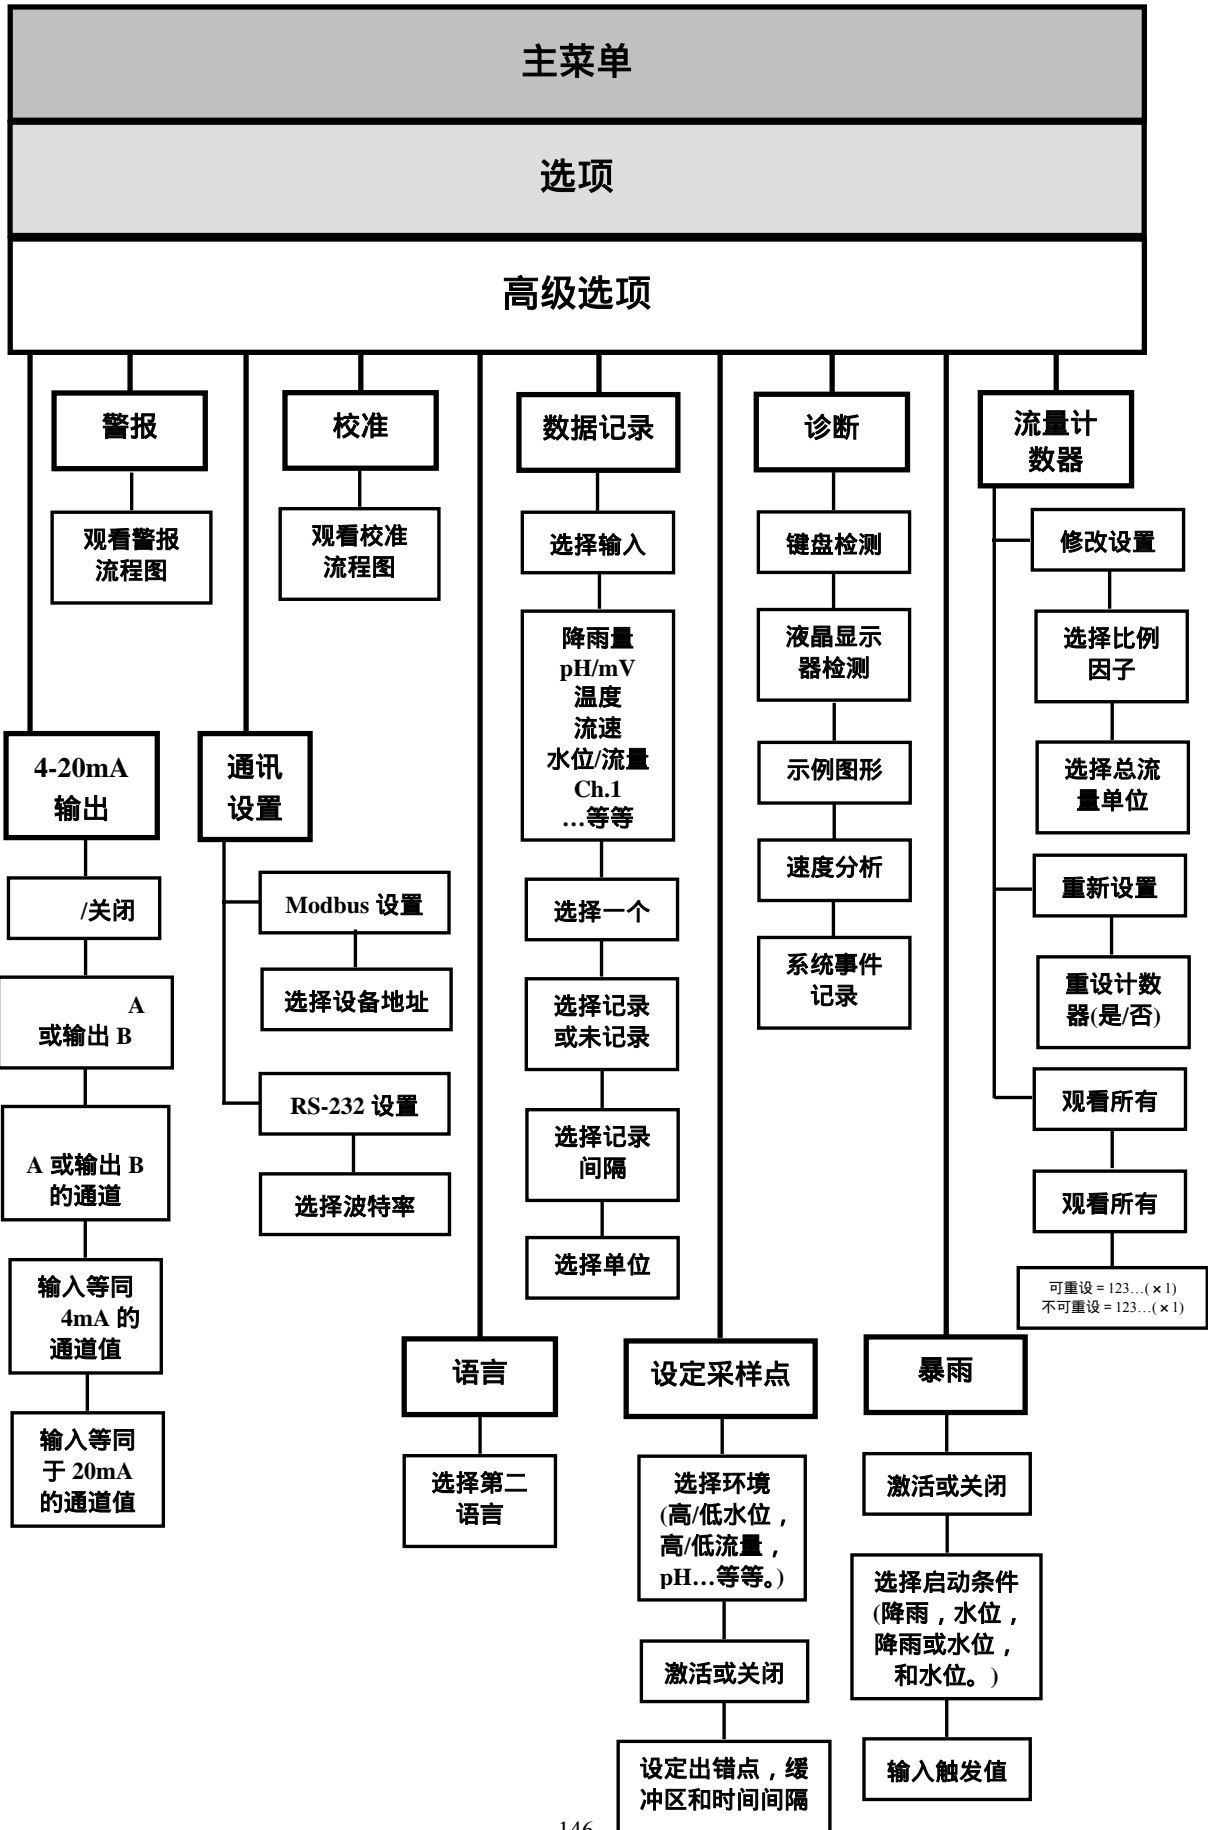 主菜单
选项
高级选项
警报
观看警报
流程图
校准
观看校准
流程图
数据记录
选择输入
降雨量
pH/mV
温度
流速
水位/流量
Ch.1
…等等
选择一个
选择记录
或未记录
选择记录
间隔
选择单位
诊断
键盘检测
液晶显示
器检测
示例图形
速度分析
系统事件
记录
流量计
数器
修改设置
选择比例
因子
选择总流
量单位
重新设置
重设计数
器(是/否)
观看所有
观看所有
可重设 = 123…( × 1)
不可重设 = 123…( × 1)
4-20mA
输出
/关闭
A
或输出 B
A 或输出 B
的通道
输入等同
4mA 的
通道值
输入等同
于 20mA
的通道值
通讯
设置
Modbus 设置
选择设备地址
RS-232 设置
选择波特率
语言
选择第二
语言
设定采样点
选择环境
(高/低水位，
高/低流量，
pH…等等。)
激活或关闭
设定出错点，缓
冲区和时间间隔
暴雨
激活或关闭
选择启动条件
(降雨，水位，
降雨或水位，
和水位。)
输入触发值
146